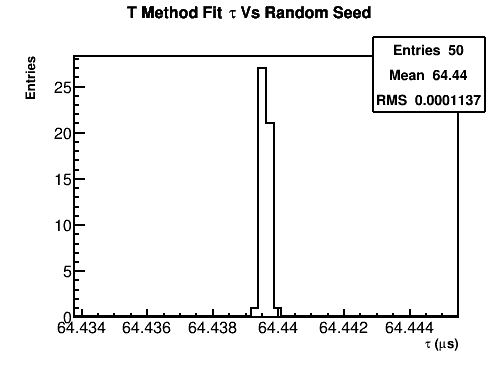 T Method Fit τ Vs Random Seed
Entries 50
Mean 64.44
RMS 0.0001137
Entries
25
20
15
10
5
0
64.434 64.436 64.438 64.44 64.442 64.444
τ (μs)